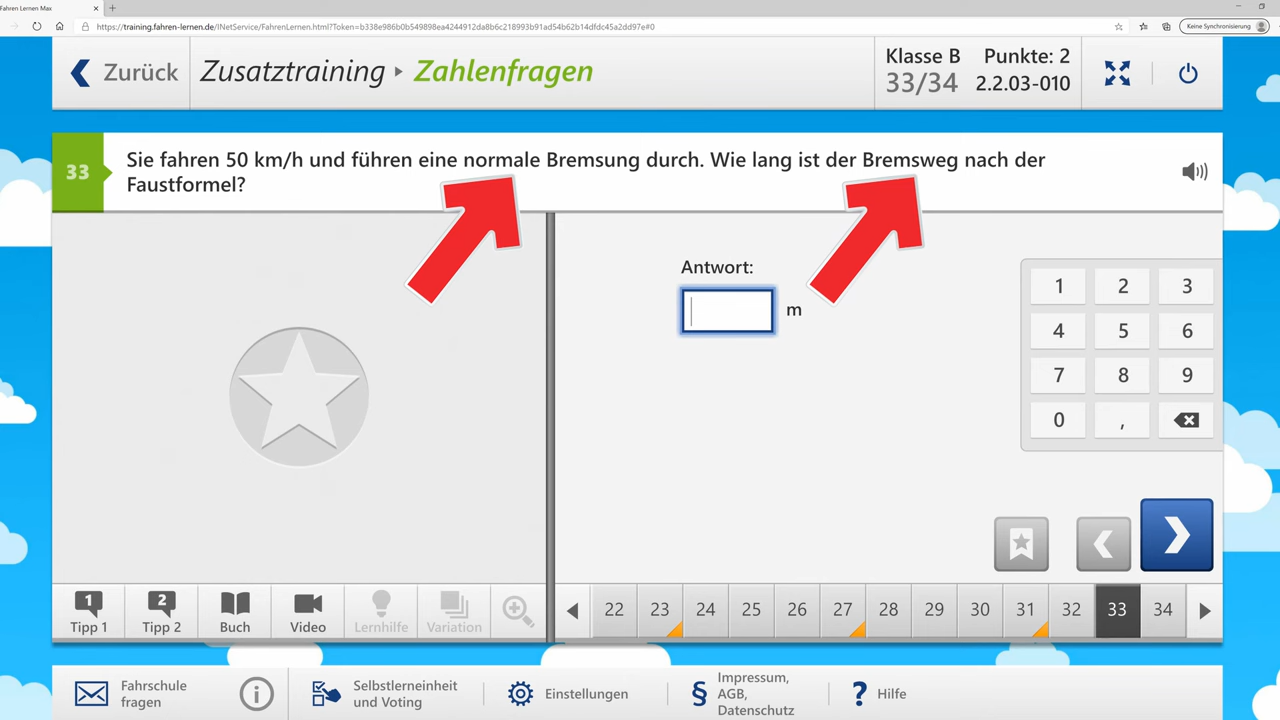 Fahren Lernen Max
https://training.fahren-lernen.de/INetService/FahrenLernen.html?Token=b338e986b0b549898ea4244912da8b6c218993b91ad54b62b14dfdc45a2dd97e#0
Keine Synchronisierung
Zurück
Zusatztraining ▸ Zahlenfragen
Klasse B
33/34
Punkte: 2
2.2.03-010
33
Sie fahren 50 km/h und führen eine normale Bremsung durch. Wie lang ist der Bremsweg nach der
Faustformel?
Antwort:
m
1 2 3
4 5 6
7 8 9
0 ,
1
Tipp 1
2
Tipp 2
Buch
Video
Lernhilfe
Variation
22 23 24 25 26 27 28 29 30 31 32 33 34
Fahrschule
fragen
Selbstlerneinheit
und Voting
Einstellungen
§
Impressum,
AGB,
Datenschutz
?
Hilfe